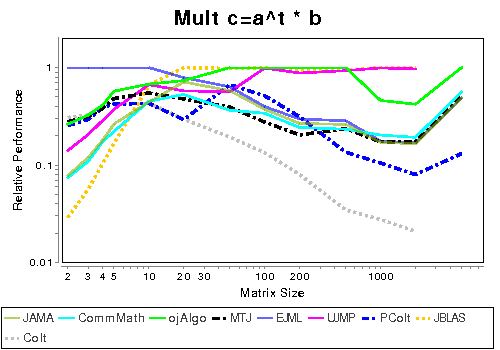 Mult c=a^t * b
Relative Performance
1
0.1
0.01
2 3 4 5 10 20 30 100 200 1000
Matrix Size
JAMA CommMath ojAlgo MTJ EJML UJMP PColt JBLAS
Colt